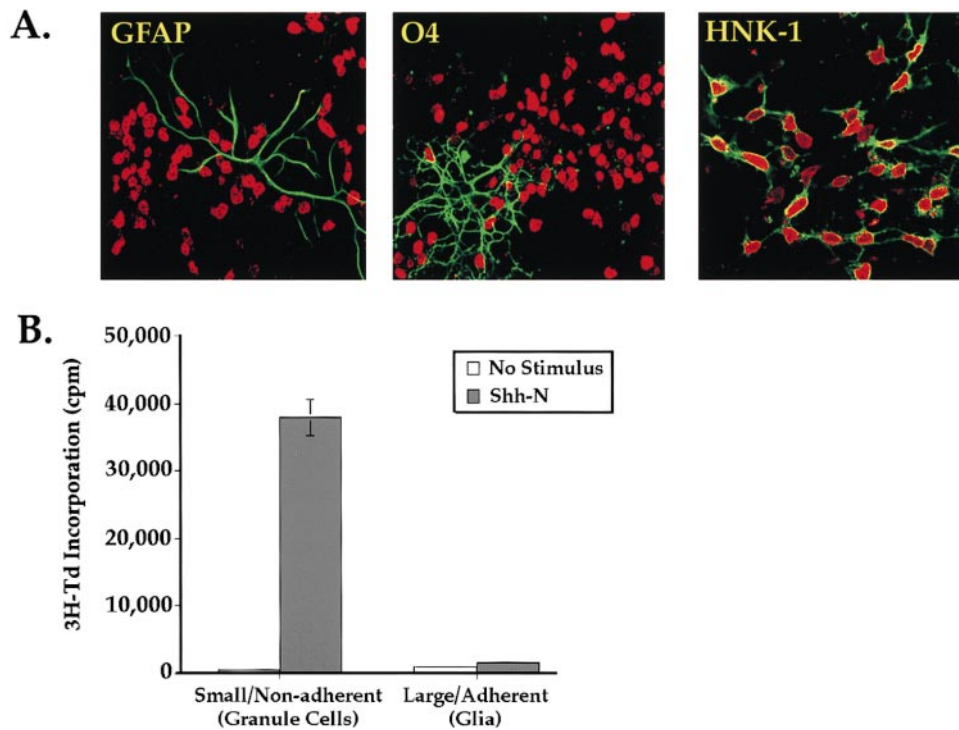 A.
GFAP
O4
HNK-1
B.
3H-Td Incorporation (cpm)
50,000
40,000
30,000
20,000
10,000
0
No Stimulus
Shh-N
Small/Non-adherent
(Granule Cells)
Large/Adherent
(Glia)